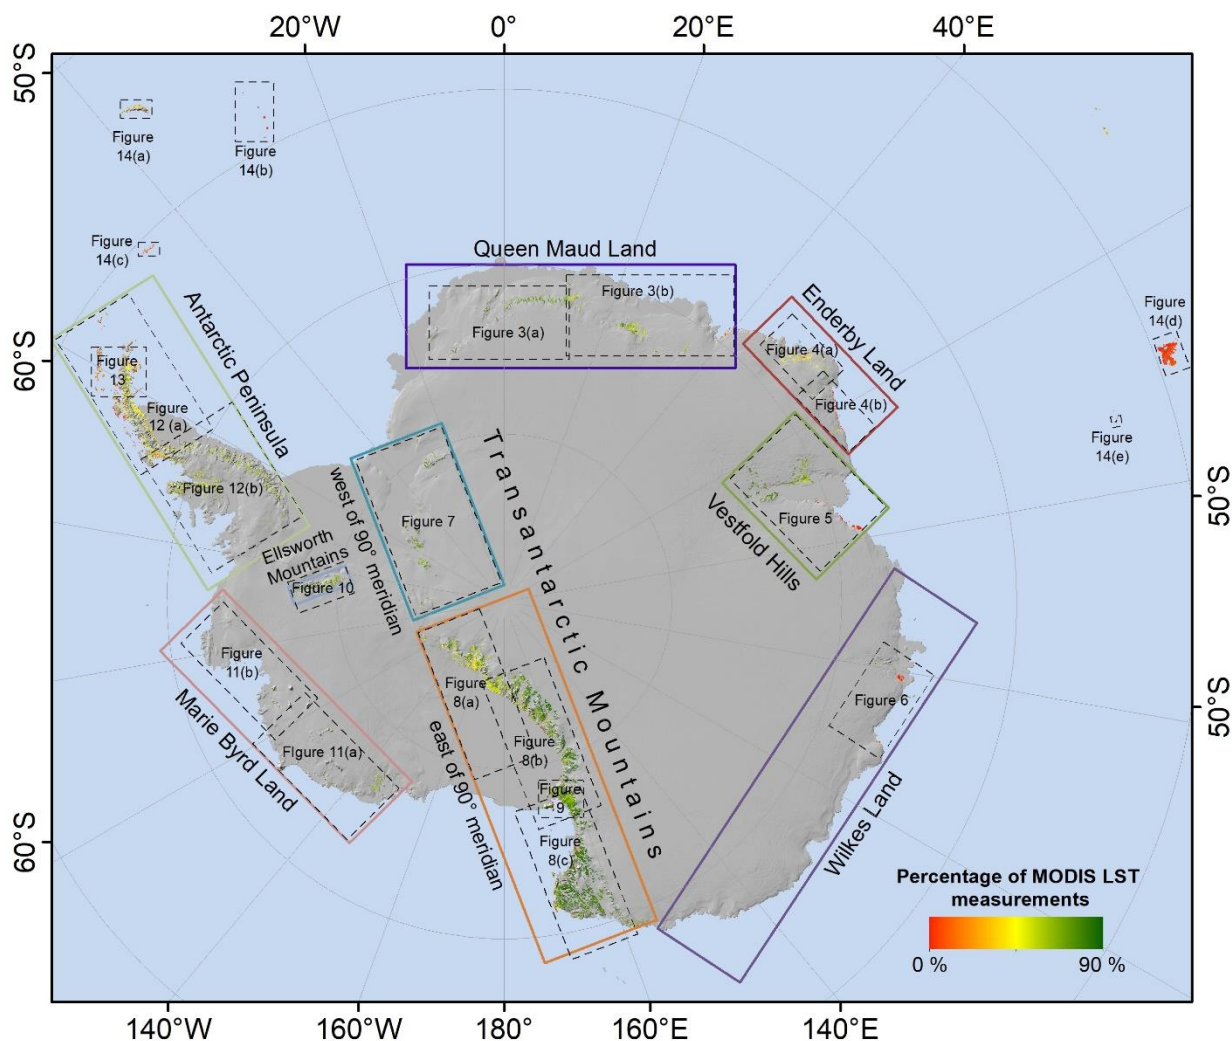 20°W
0°
20°E
40°E
50°S
Figure
14(a)
Figure
14(b)
Figure
14(c)
Queen Maud Land
Figure 3(a)
Figure 3(b)
Enderby Land
Figure 4(a)
Figure 4(b)
Figure
14(d)
Figure
14(e)
60°S
Antarctic Peninsula
Figure
13
Figure
12 (a)
Figure 12(b)
Ellsworth
Mountains
Figure 10
west of 90° meridian
Figure 7
Transantarctic Mountains
Vestfold Hills
Figure 5
50°S
Figure
11(b)
Figure 11(a)
Marie Byrd Land
Figure
8(a)
Figure
8(b)
Figure
9
Figure
8(c)
east of 90° meridian
Figure 6
Wilkes Land
50°S
60°S
Percentage of MODIS LST
measurements
0 %
90 %
140°W
160°W
180°
160°E
140°E